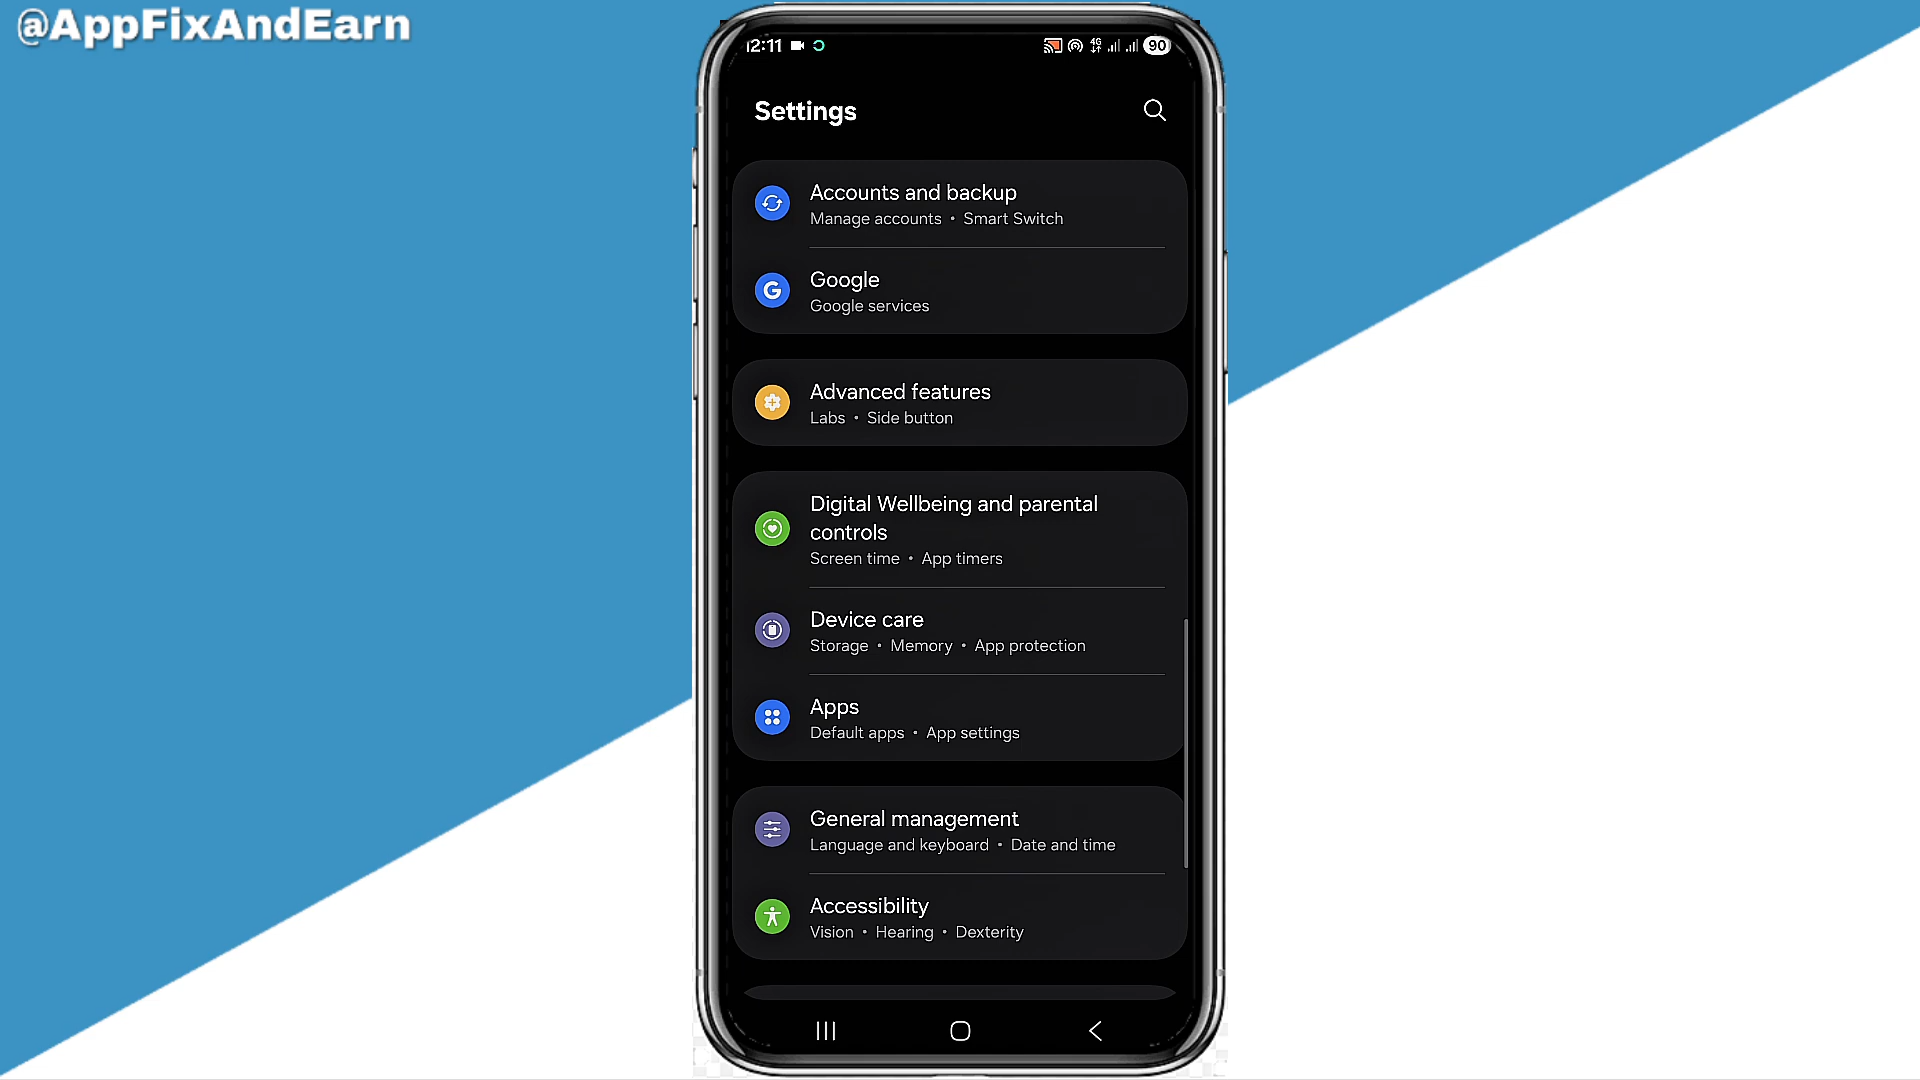 @AppFixAndEarn
12:11
4G
90
Settings
Accounts and backup
Manage accounts • Smart Switch
G
Google
Google services
Advanced features
Labs • Side button
Digital Wellbeing and parental
controls
Screen time • App timers
Device care
Storage • Memory • App protection
Apps
Default apps • App settings
General management
Language and keyboard • Date and time
Accessibility
Vision • Hearing • Dexterity